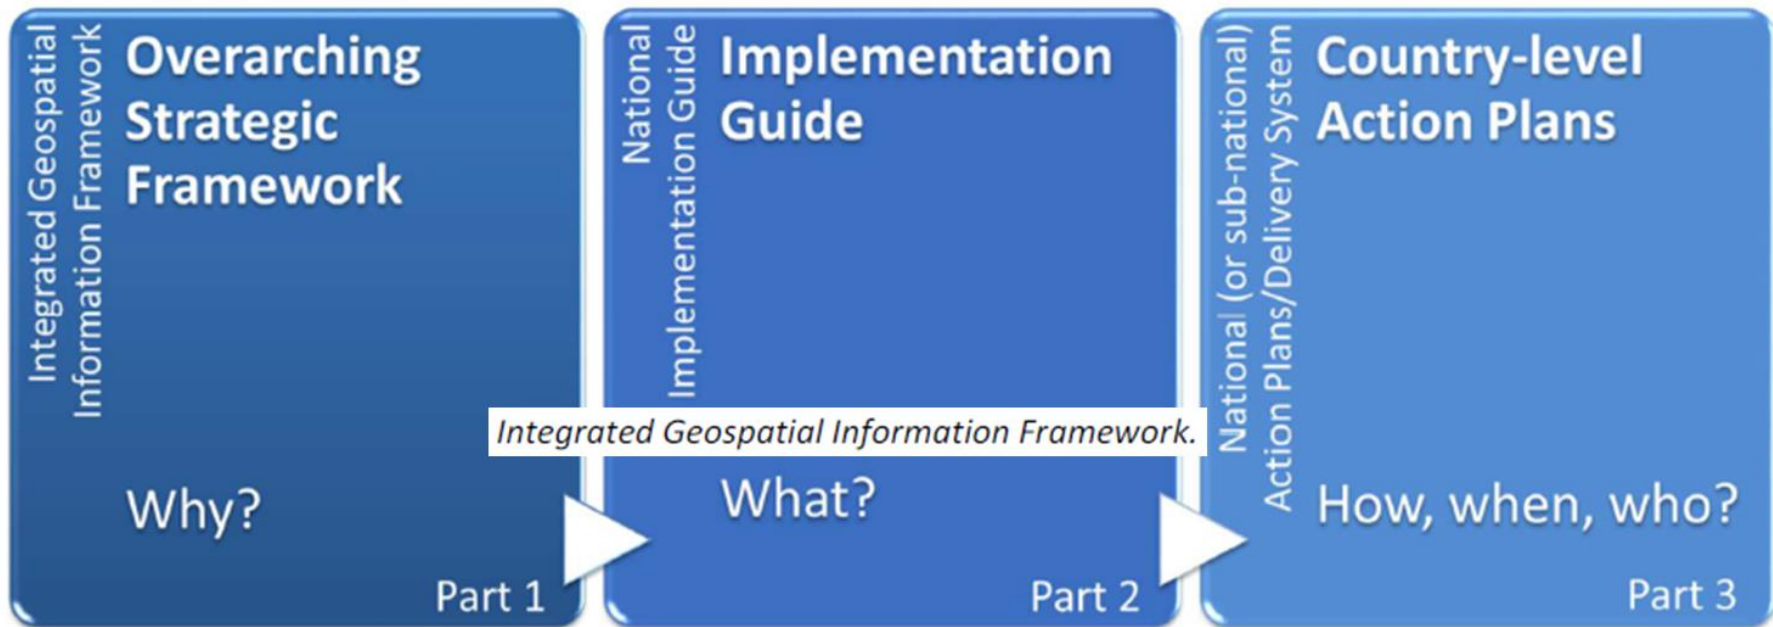 Integrated Geospatial
Information Framework
Overarching
Strategic
Framework
Why?
Part 1
National
Implementation Guide
Implementation
Guide
What?
Part 2
National (or sub-national)
Action Plans/Delivery System
Country-level
Action Plans
How, when, who?
Part 3
Integrated Geospatial Information Framework.